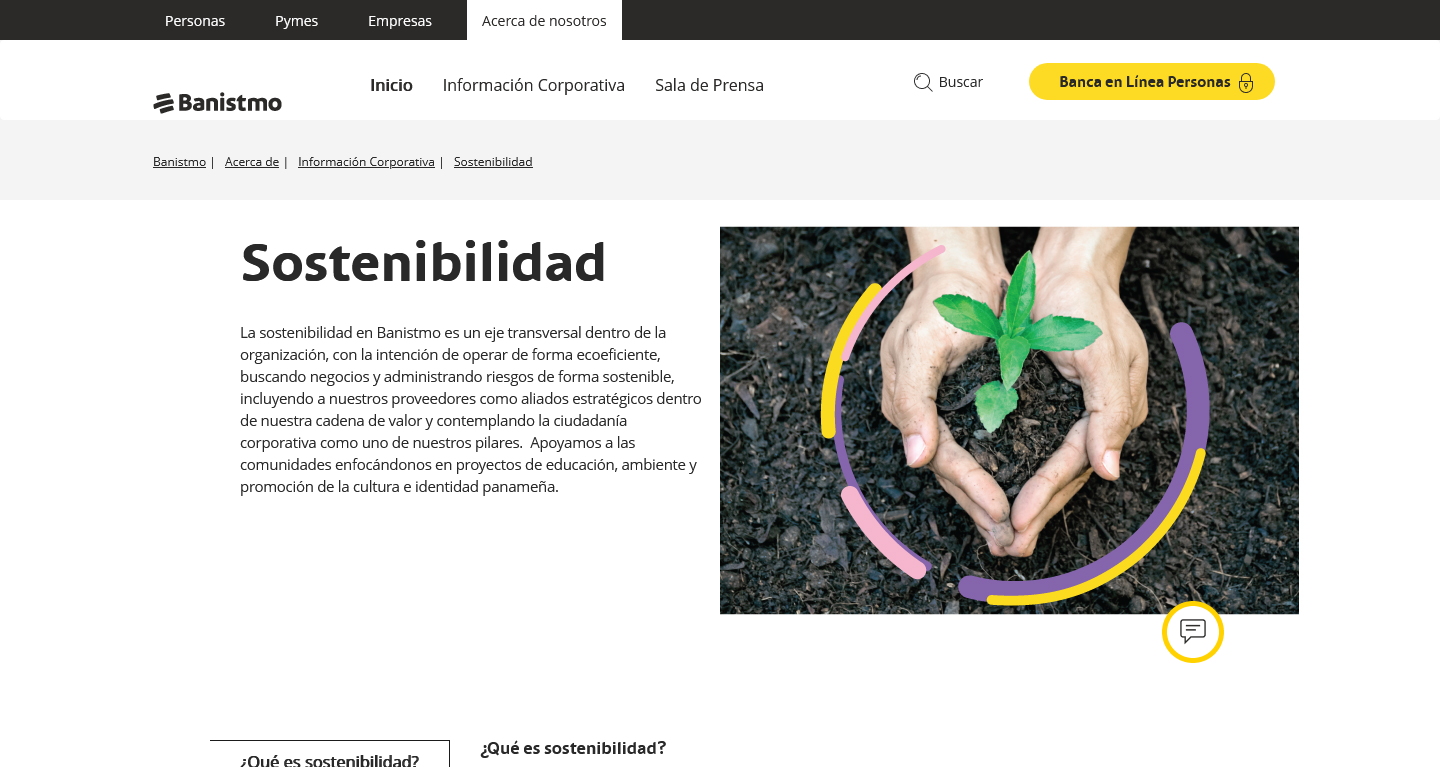 Personas Pymes Empresas Acerca de nosotros
Banistmo Inicio Información Corporativa Sala de Prensa Buscar Banca en Línea Personas
Banistmo | Acerca de | Información Corporativa | Sostenibilidad
Sostenibilidad
La sostenibilidad en Banistmo es un eje transversal dentro de la
organización, con la intención de operar de forma ecoeficiente,
buscando negocios y administrando riesgos de forma sostenible,
incluyendo a nuestros proveedores como aliados estratégicos dentro
de nuestra cadena de valor y contemplando la ciudadanía
corporativa como uno de nuestros pilares.  Apoyamos a las
comunidades enfocándonos en proyectos de educación, ambiente y
promoción de la cultura e identidad panameña.
¿Qué es sostenibilidad?
¿Qué es sostenibilidad?